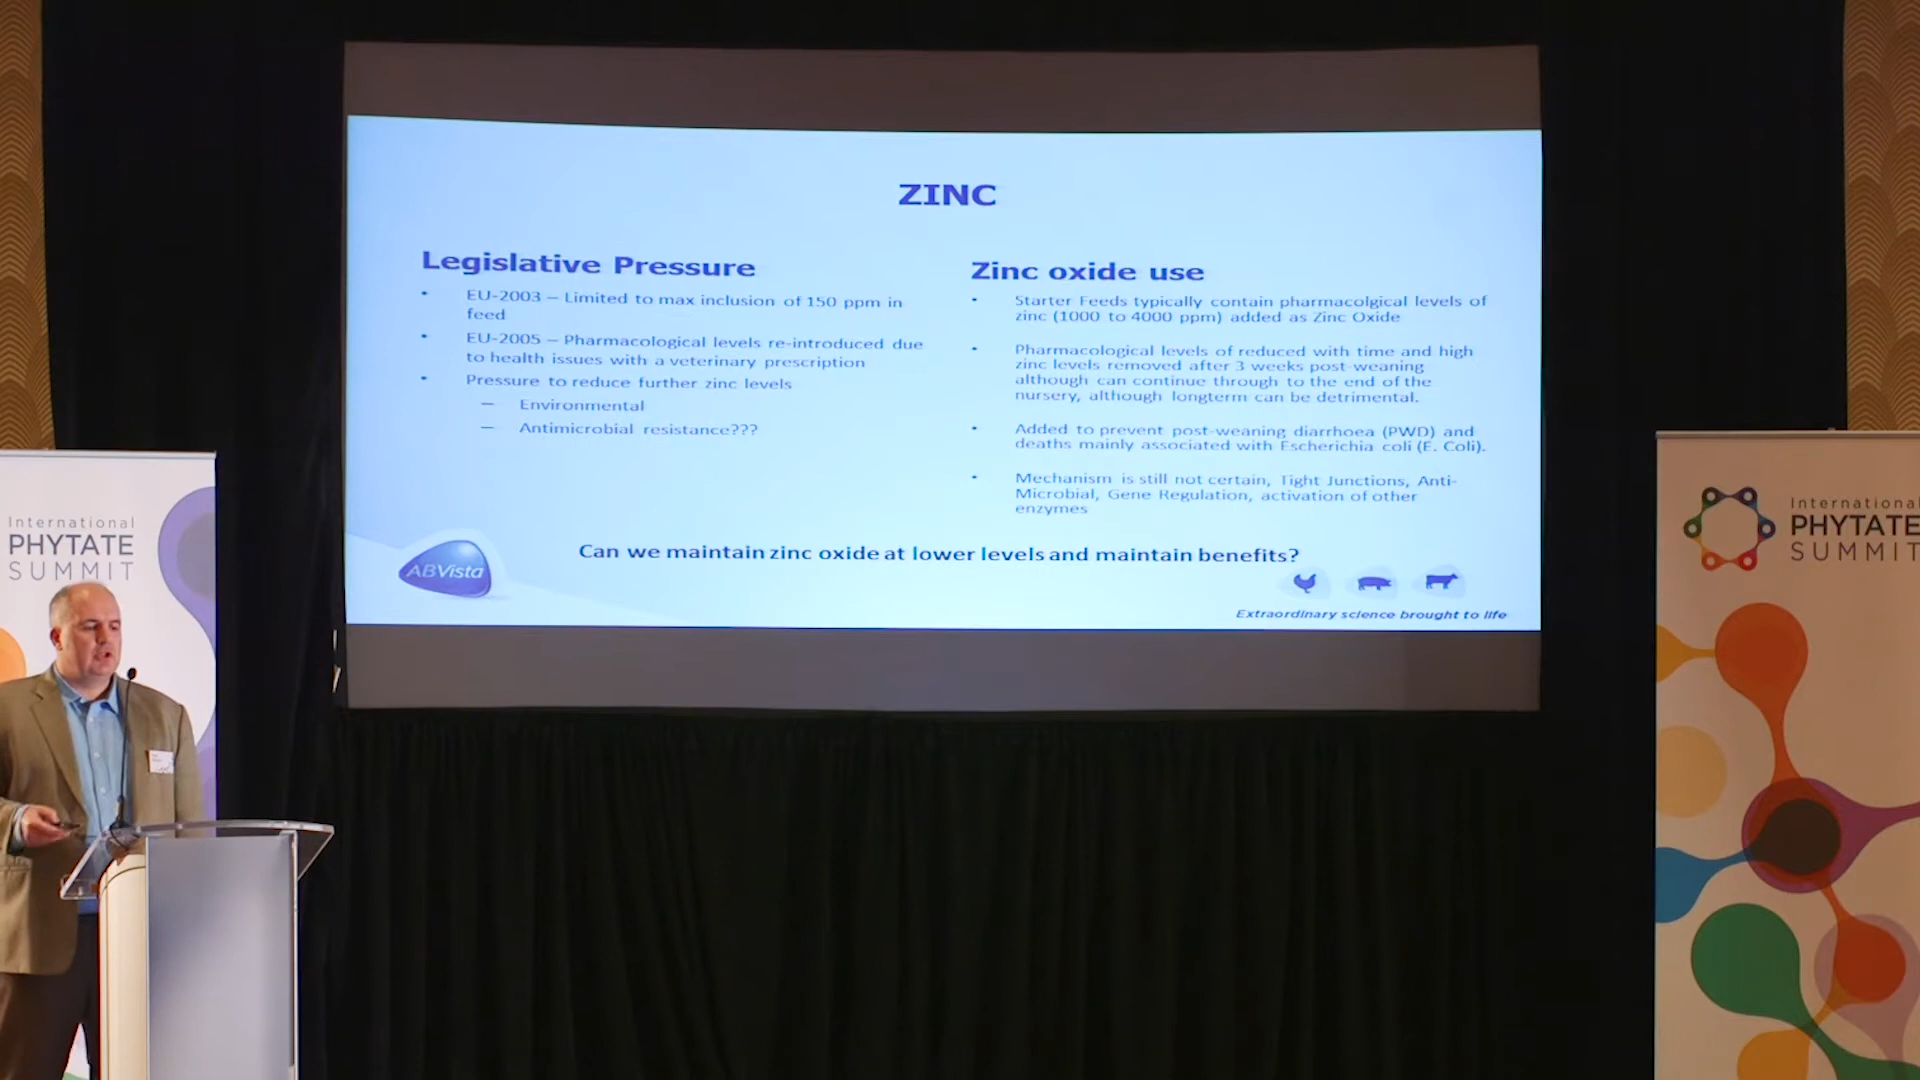 ZINC
Legislative Pressure
EU-2003 – Limited to max inclusion of 150 ppm in
feed
EU-2005 – Pharmacological levels re-introduced due
to health issues with a veterinary prescription
Pressure to reduce further zinc levels
– Environmental
– Antimicrobial resistance???
Zinc oxide use
Starter Feeds typically contain pharmacolgical levels of
zinc (1000 to 4000 ppm) added as Zinc Oxide
Pharmacological levels of reduced with time and high
zinc levels removed after 3 weeks post-weaning
although can continue through to the end of the
nursery, although longterm can be detrimental.
Added to prevent post-weaning diarrhoea (PWD) and
deaths mainly associated with Escherichia coli (E. Coli).
Mechanism is still not certain, Tight Junctions, Anti-
Microbial, Gene Regulation, activation of other
enzymes
Can we maintain zinc oxide at lower levels and maintain benefits?
ABVista
Extraordinary science brought to life
International
PHYTATE
SUMMIT
International
PHYTATE
SUMMIT